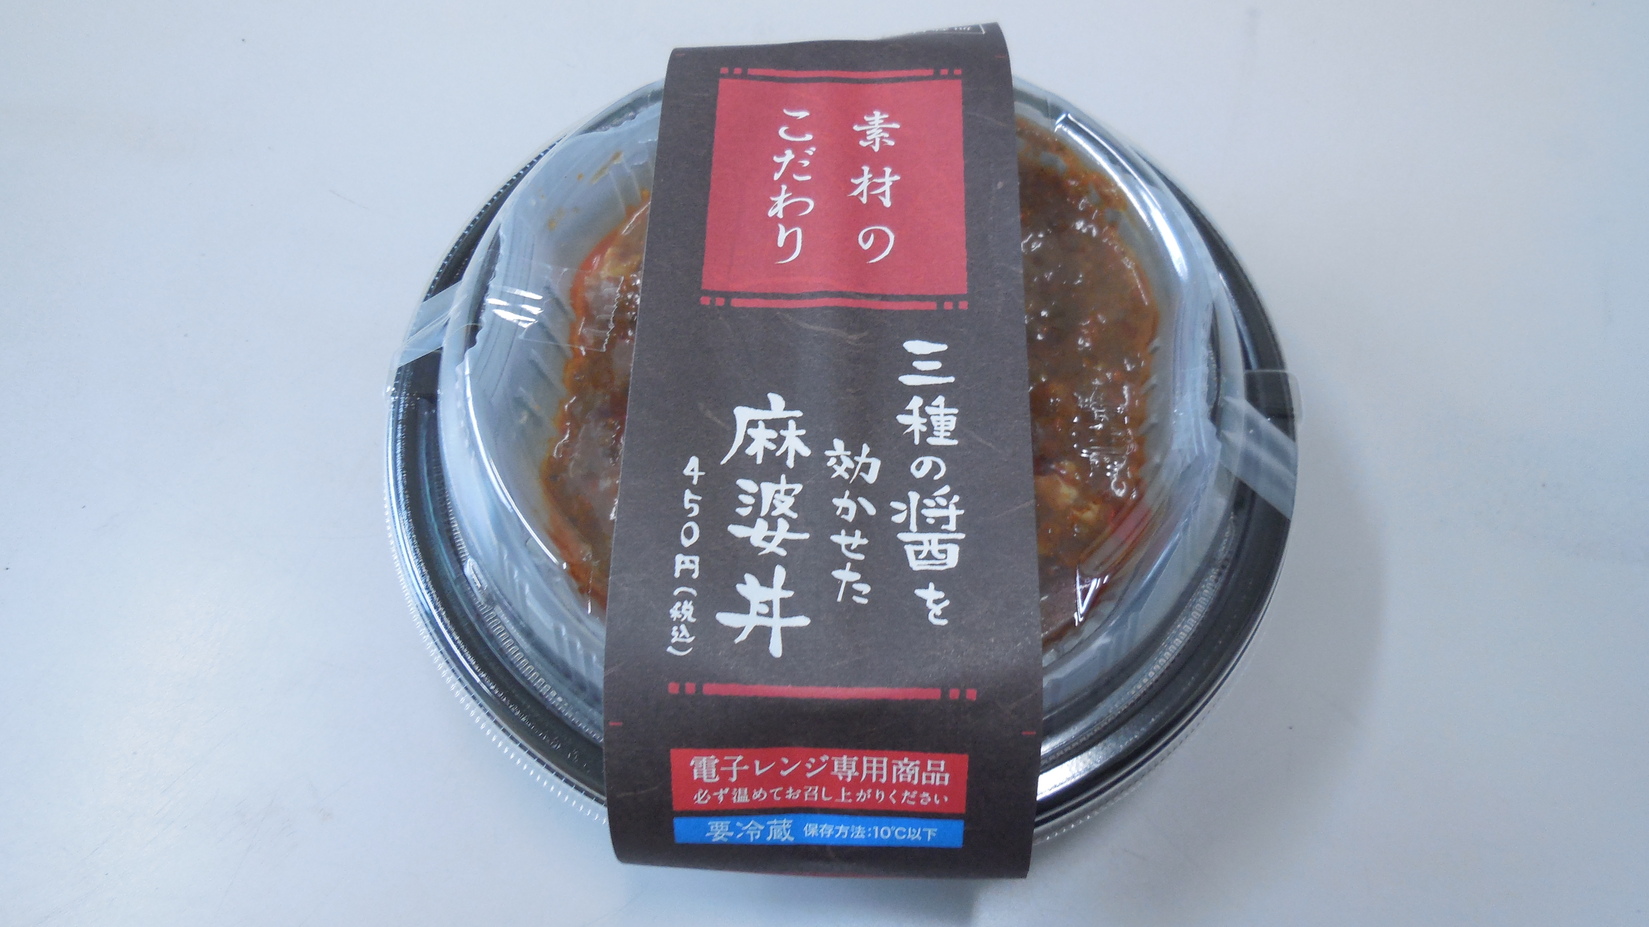 素材の
こだわり
三種の醤を
効かせた
麻婆丼
450円(税込)
電子レンジ専用商品
必ず温めてお召し上がりください
要冷蔵 保存方法:10℃以下